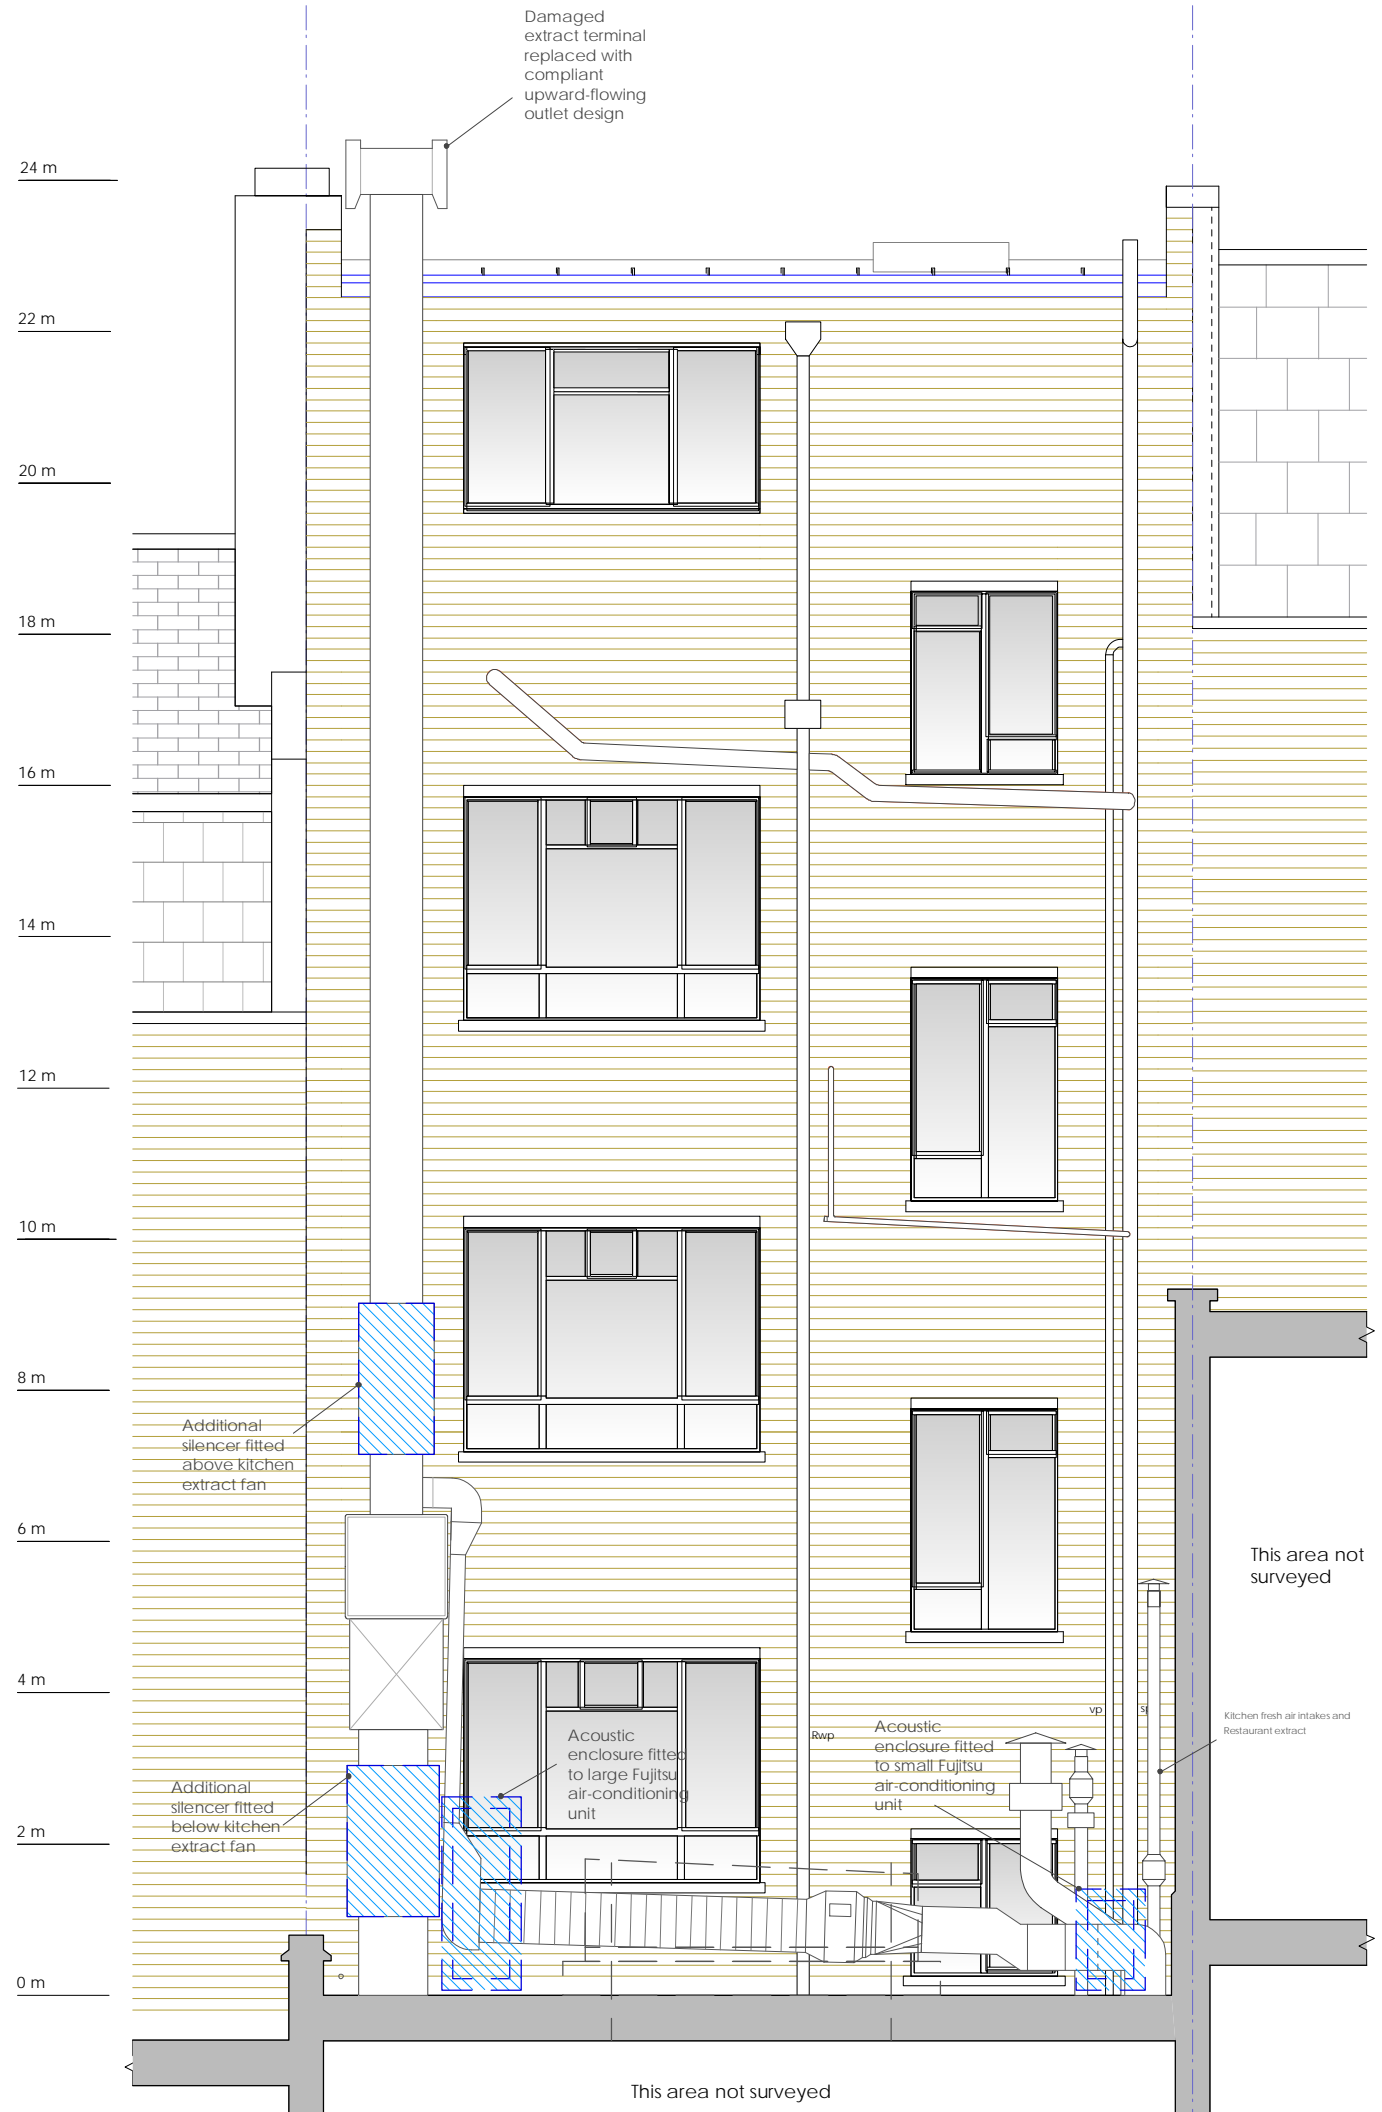 Damaged
extract terminal
replaced with
compliant
upward-flowing
outlet design
24 m
22 m
20 m
18 m
16 m
14 m
12 m
10 m
8 m
Additional
silencer fitted
above kitchen
extract fan
6 m
This area not
surveyed
4 m
vp
Kitchen fresh air intakes and
Restaurant extract
Rwp
Acoustic
enclosure fitted
to large Fujitsu
air-conditioning
unit
Acoustic
enclosure fitted
to small Fujitsu
air-conditioning
unit
Additional
silencer fitted
below kitchen
extract fan
2 m
0 m
This area not surveyed